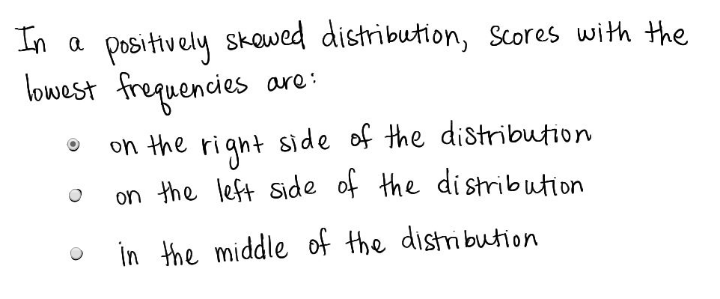 In a positively skewed distribution, scores with the
lowest frequencies are:
on the right side of the distribution
on the left side of the distribution
in the middle of the distribution